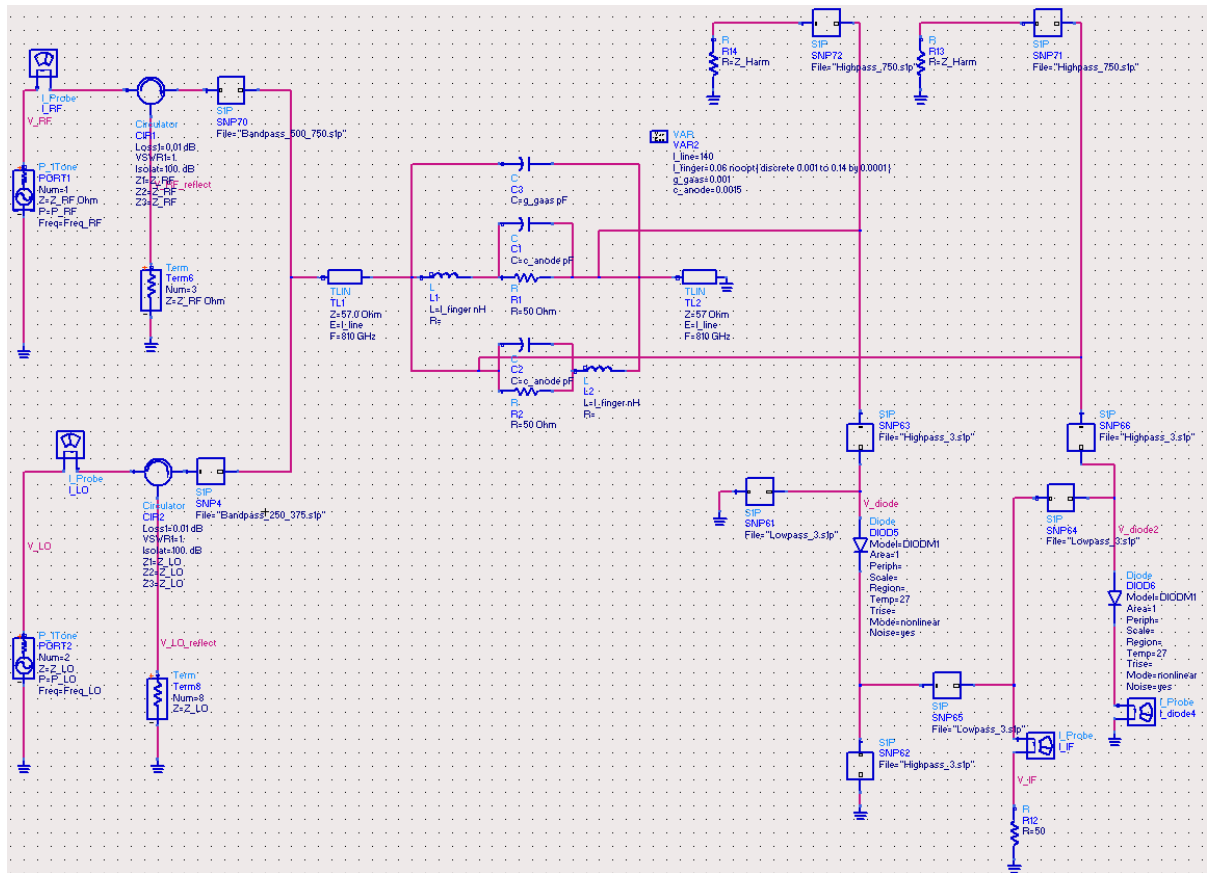 I_Probe
I_RF
V_RF
P_1Tone
PORT1
Num=1
Z=Z_RF Ohm
P=P_RF
Freq=Freq_RF
Circulator
CIR1
Loss1=0.01 dB
VSWR1=1.
Isolat=100. dB
Z1=Z_RF
Z2=Z_RF
Z3=Z_RF
S1P
SNP70
File="Bandpass_500_750.s1p"
Term
Term6
Num=3
Z=Z_RF Ohm
TLIN
TL1
Z=57.0 Ohm
E=l_line
F=810 GHz
C
C3
C=g_gaas pF
C
C1
C=c_anode pF
L
L1
L=l_finger nH
R=
R
R1
R=50 Ohm
C
C2
C=c_anode pF
R
R2
R=50 Ohm
L
L2
L=l_finger nH
R=
TLIN
TL2
Z=57 Ohm
E=l_line
F=810 GHz
VAR
VAR2
l_line=140
l_finger=0.06 noopt{ discrete 0.001 to 0.14 by 0.0001 }
g_gaas=0.001
c_anode=0.0015
R
R14
R=Z_Harm
S1P
SNP72
File="Highpass_750.s1p"
R
R13
R=Z_Harm
S1P
SNP71
File="Highpass_750.s1p"
I_Probe
I_LO
V_LO
Circulator
CIR2
Loss1=0.01 dB
VSWR1=1.
Isolat=100. dB
Z1=Z_LO
Z2=Z_LO
Z3=Z_LO
S1P
SNP4
File="Bandpass_250_375.s1p"
P_1Tone
PORT2
Num=2
Z=Z_LO
P=P_LO
Freq=Freq_LO
V_LO_reflect
Term
Term8
Num=8
Z=Z_LO
S1P
SNP63
File="Highpass_3.s1p"
S1P
SNP66
File="Highpass_3.s1p"
S1P
SNP61
File="Lowpass_3.s1p"
V_diode
Diode
DIOD5
Model=DIODM1
Area=1
Periph=
Scale=
Region=
Temp=27
Trise=
Mode=nonlinear
Noise=yes
S1P
SNP64
File="Lowpass_3.s1p"
V_diode2
Diode
DIOD6
Model=DIODM1
Area=1
Periph=
Scale=
Region=
Temp=27
Trise=
Mode=nonlinear
Noise=yes
S1P
SNP65
File="Lowpass_3.s1p"
I_Probe
I_diode4
S1P
SNP62
File="Highpass_3.s1p"
I_Probe
I_IF
V_IF
R
R12
R=50